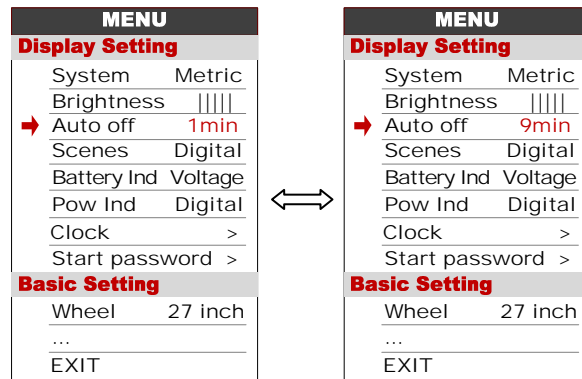 MENU
Display Setting
System Metric
Brightness |||||
Auto off 1min
Scenes Digital
Battery Ind Voltage
Pow Ind Digital
Clock >
Start password >
Basic Setting
Wheel 27 inch
...
EXIT
MENU
Display Setting
System Metric
Brightness |||||
Auto off 9min
Scenes Digital
Battery Ind Voltage
Pow Ind Digital
Clock >
Start password >
Basic Setting
Wheel 27 inch
...
EXIT